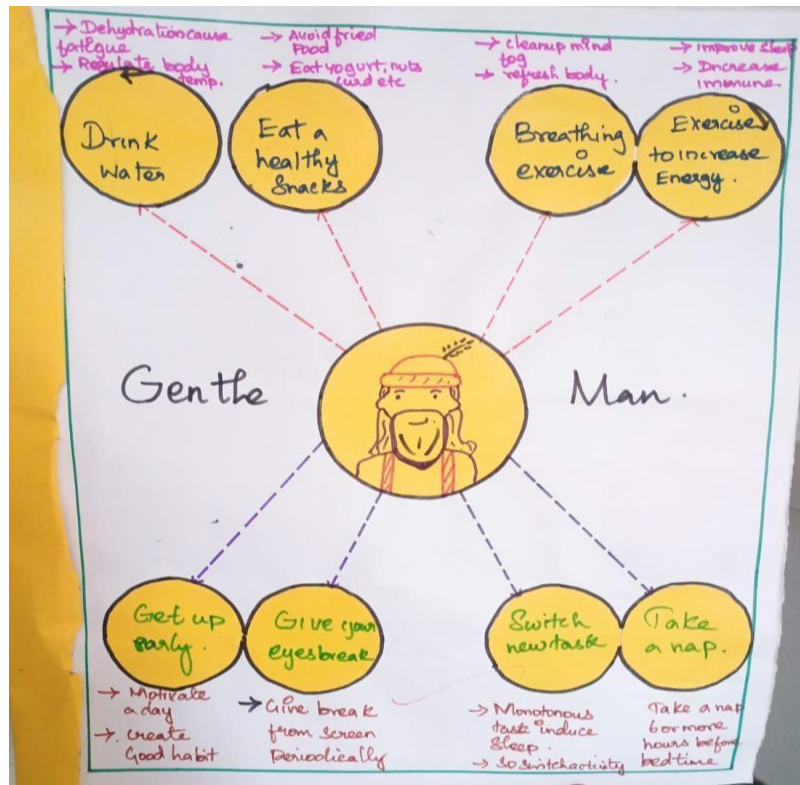 → Dehydration cause
fatigue
→ Regulate body
temp.
→ Avoid fried
Food
→ Eat yogurt, nuts
curd etc
→ cleanup mind
fog
→ refresh body.
→ improve sleep
→ Increase
immune.
Drink
Water
Eat a
healthy
Snacks
Breathing
exercise
Exercise
to increase
Energy.
Genthe
Man.
Get up
early.
Give your
eyes break
Switch
new task
Take
a nap.
→ Motivate
a day
→ create
Good habit
→ Give break
from screen
Periodically
→ Monotonous
task induce
Sleep.
→ So switch activity
Take a nap
6 or more
hours before
bedtime